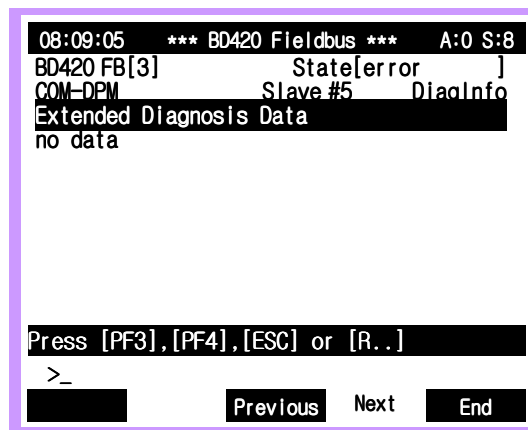 08:09:05 *** BD420 Fieldbus *** A:0 S:8
BD420 FB[3] State[error ]
COM-DPM Slave #5 DiagInfo
Extended Diagnosis Data
no data
Press [PF3],[PF4],[ESC] or [R..]
>_
Previous Next End